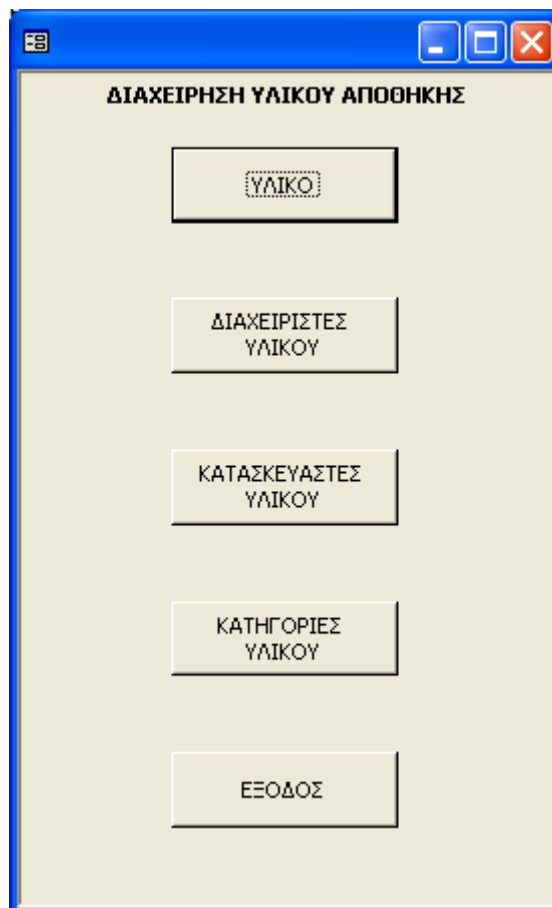 ΔΙΑΧΕΙΡΗΣΗ ΥΛΙΚΟΥ ΑΠΟΘΗΚΗΣ
ΥΛΙΚΟ
ΔΙΑΧΕΙΡΙΣΤΕΣ
ΥΛΙΚΟΥ
ΚΑΤΑΣΚΕΥΑΣΤΕΣ
ΥΛΙΚΟΥ
ΚΑΤΗΓΟΡΙΕΣ
ΥΛΙΚΟΥ
ΕΞΟΔΟΣ